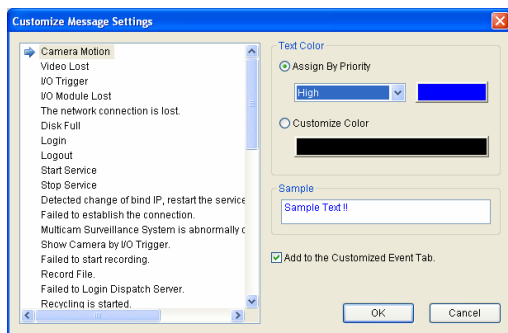 Customize Message Settings
Camera Motion
Video Lost
I/O Trigger
I/O Module Lost
The network connection is lost.
Disk Full
Login
Logout
Start Service
Stop Service
Detected change of bind IP, restart the service
Failed to establish the connection.
Multicam Surveillance System is abnormally
Show Camera by I/O Trigger.
Failed to start recording.
Record File.
Failed to Login Dispatch Server.
Recycling is started.
Text Color
Assign By Priority
High
Customize Color
Sample
Sample Text !!
Add to the Customized Event Tab.
OK
Cancel